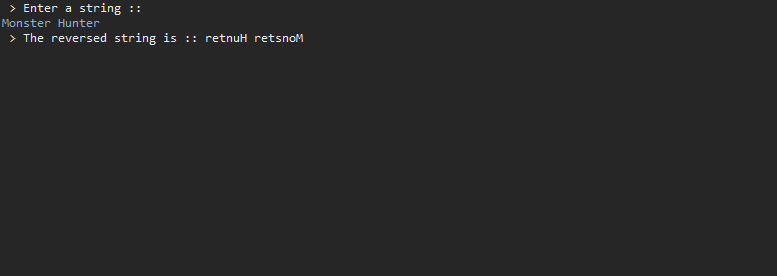 > Enter a string ::
Monster Hunter
> The reversed string is :: retnuH retsnoM